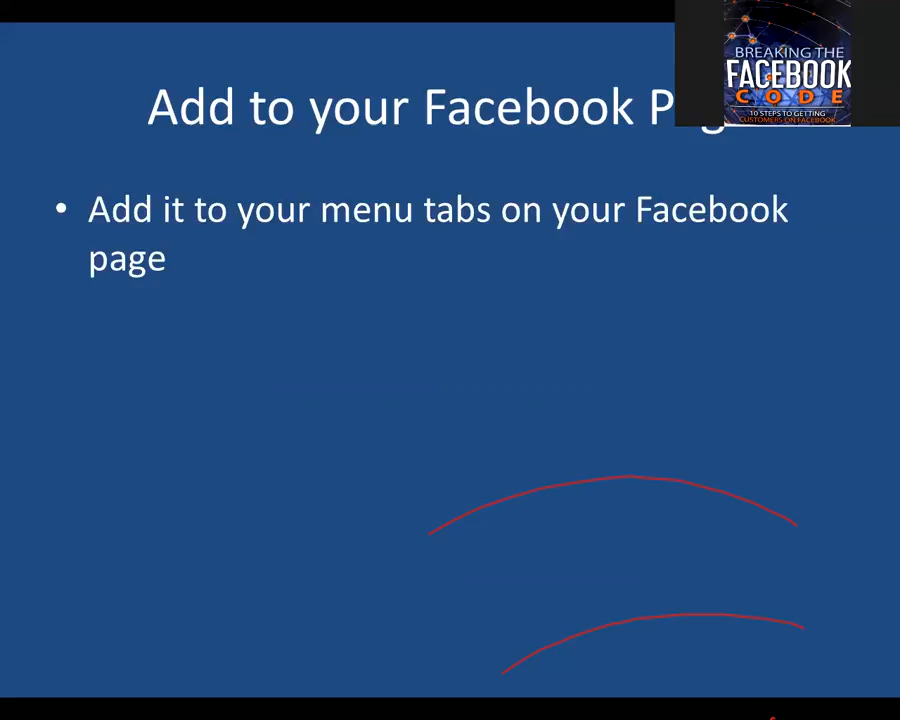 BREAKING THE
FACEBOOK
CODE
10 STEPS TO GETTING
CUSTOMERS ON FACEBOOK
Add to your Facebook
• Add it to your menu tabs on your Facebook
page